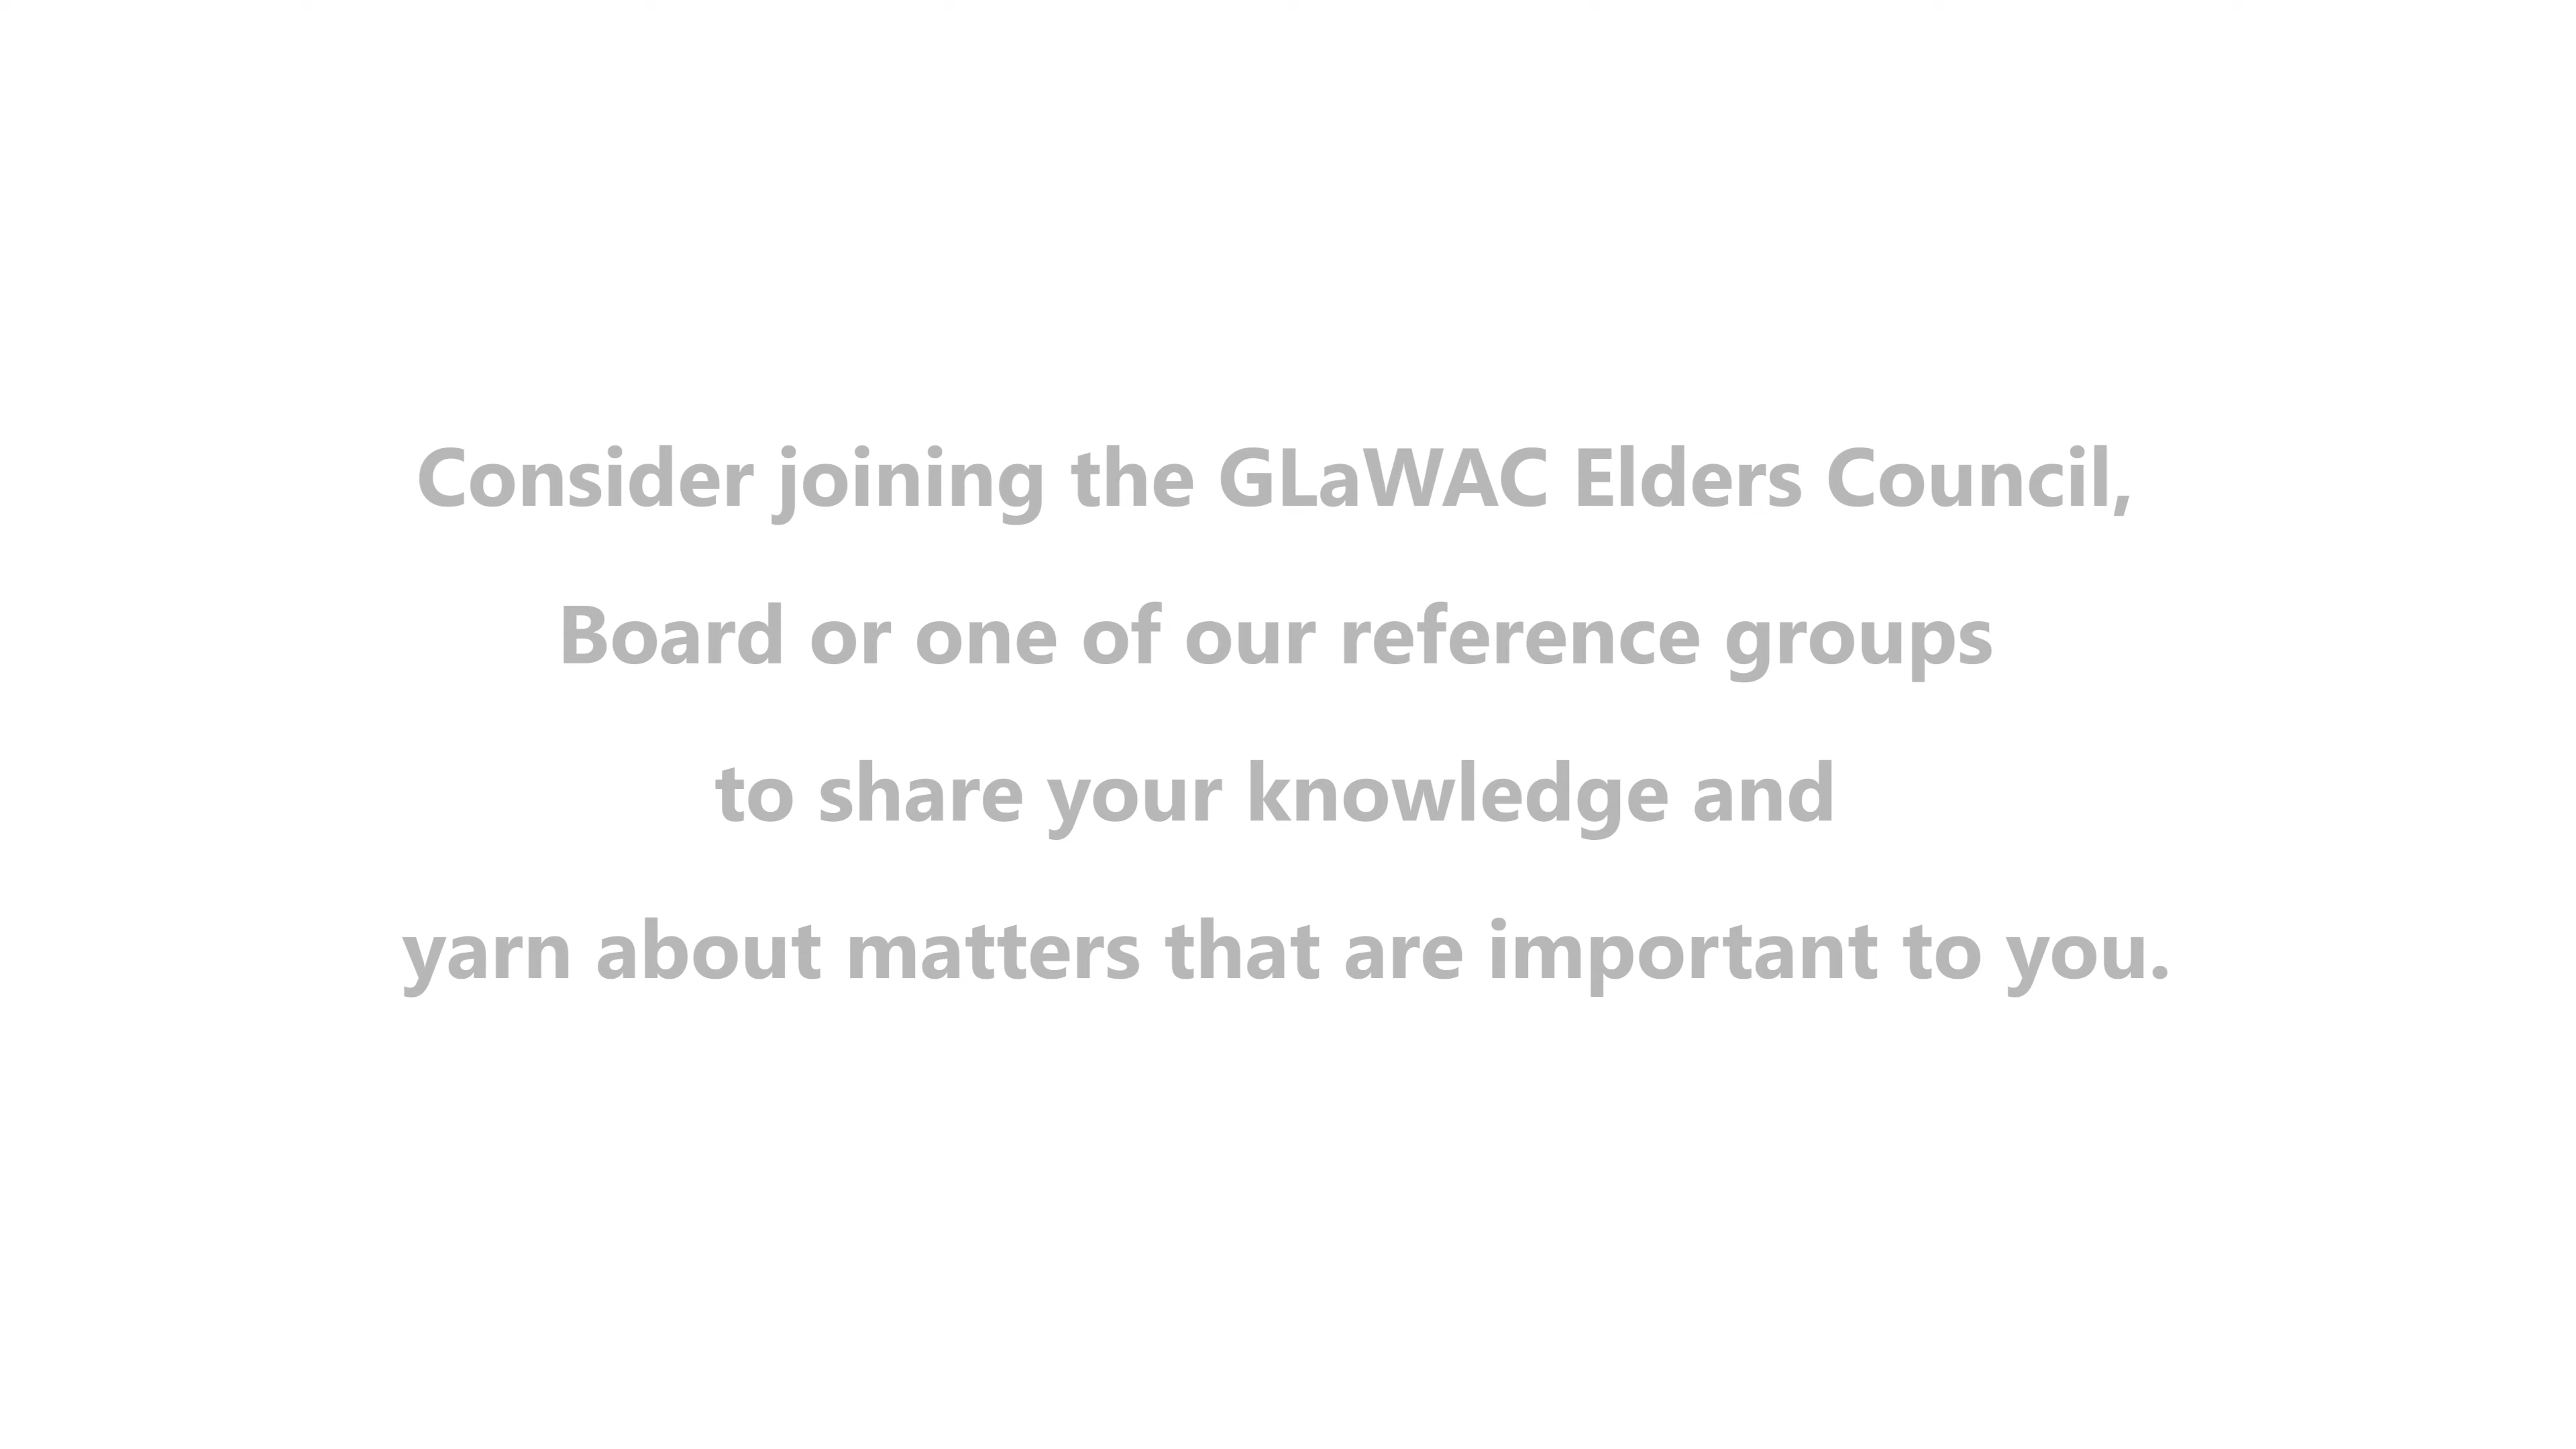 Consider joining the GLaWAC Elders Council,
Board or one of our reference groups
to share your knowledge and
yarn about matters that are important to you.